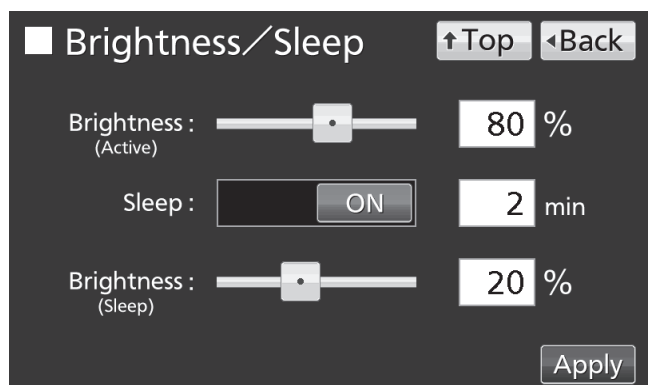 Brightness／Sleep
↑Top
◂Back
Brightness : 80 %
(Active)
Sleep : ON 2 min
Brightness : 20 %
(Sleep)
Apply